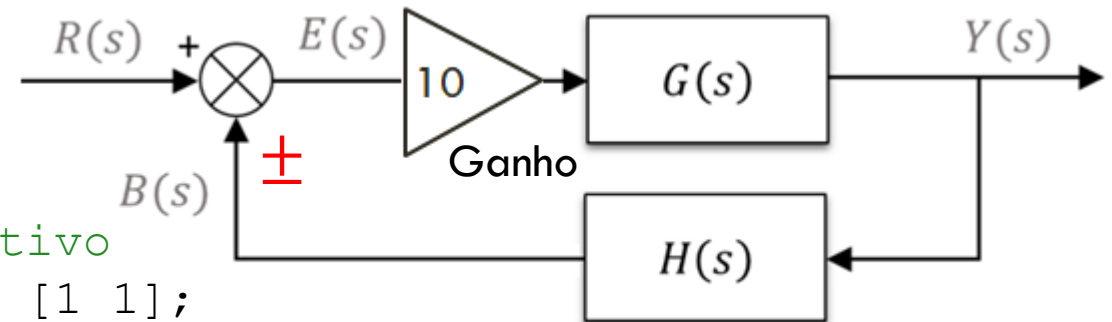 R(s) + E(s) 10 G(s) Y(s)
±
Ganho
B(s)
H(s)
tivo
[1 1];